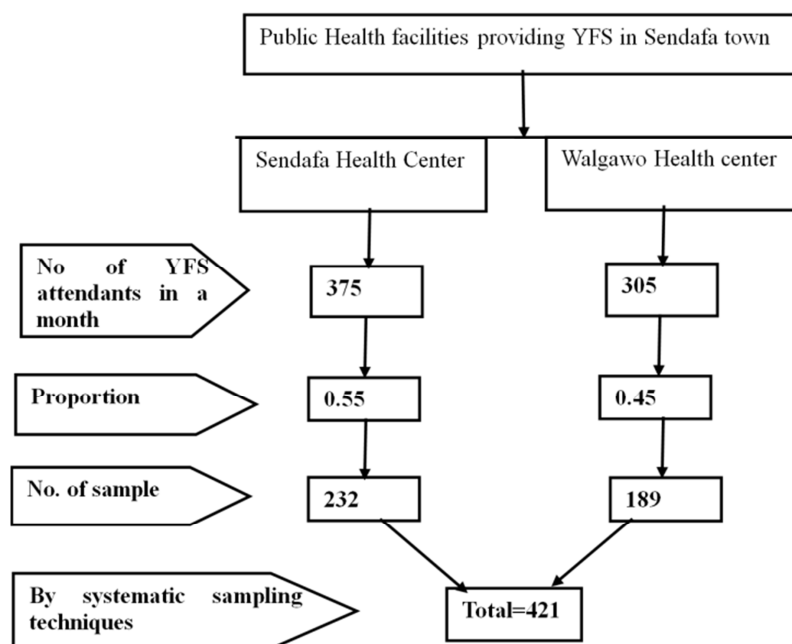 Public Health facilities providing YFS in Sendafa town
Sendafa Health Center
Walgawo Health center
No of YFS
attendants in a
month
375
305
Proportion
0.55
0.45
No. of sample
232
189
By systematic sampling
techniques
Total=421